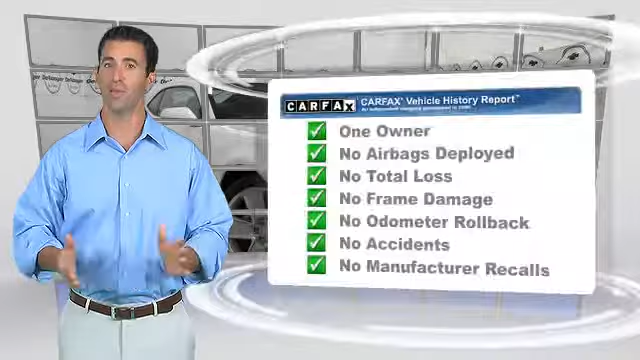 CARFAX CARFAX Vehicle History Report™
One Owner
No Airbags Deployed
No Total Loss
No Frame Damage
No Odometer Rollback
No Accidents
No Manufacturer Recalls